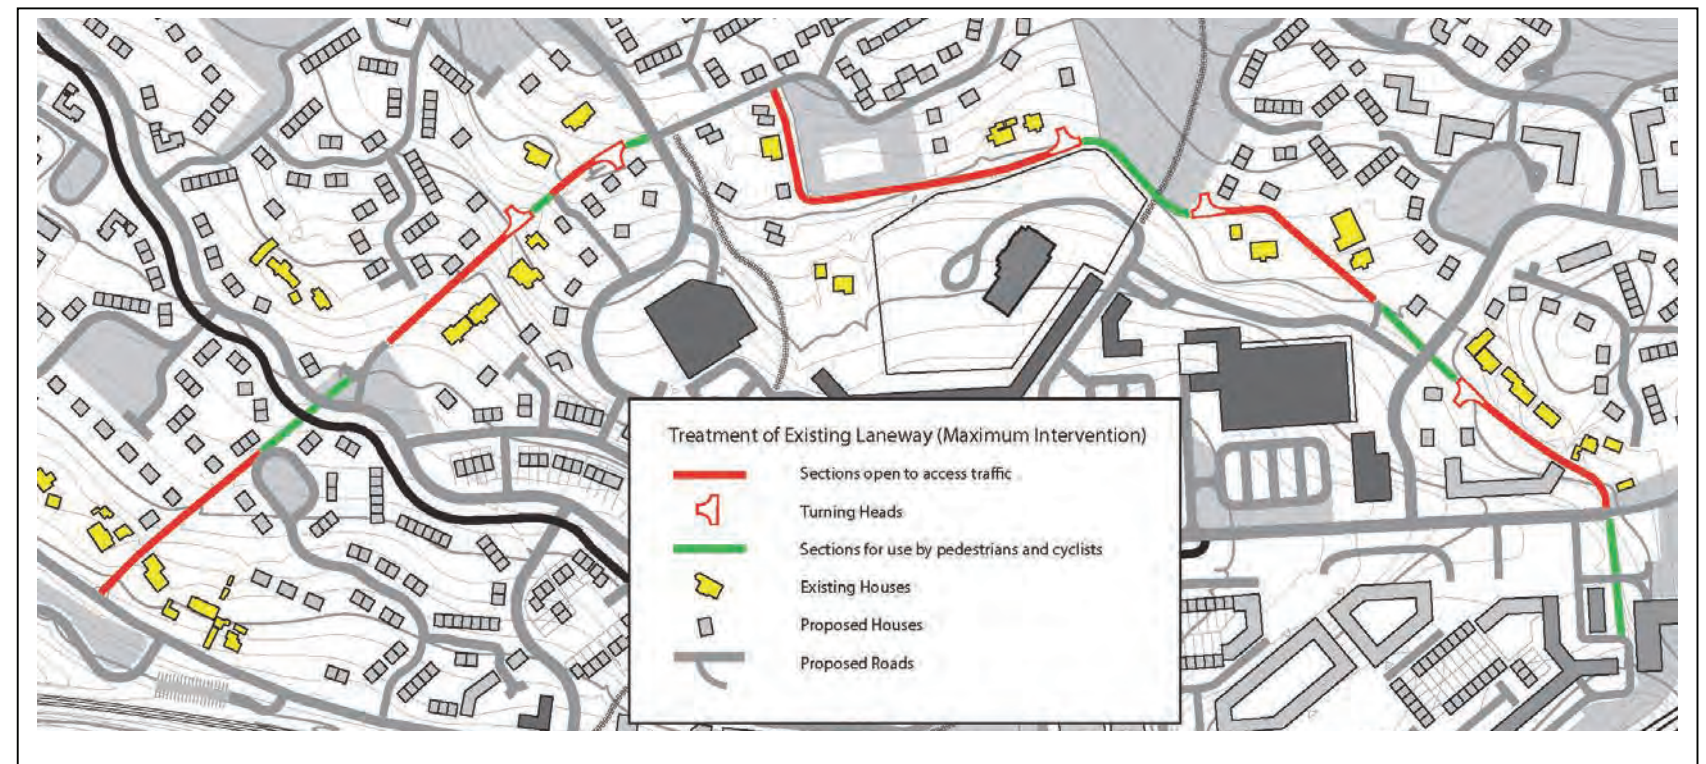 Treatment of Existing Laneway (Maximum Intervention)
Sections open to access traffic
Turning Heads
Sections for use by pedestrians and cyclists
Existing Houses
Proposed Houses
Proposed Roads